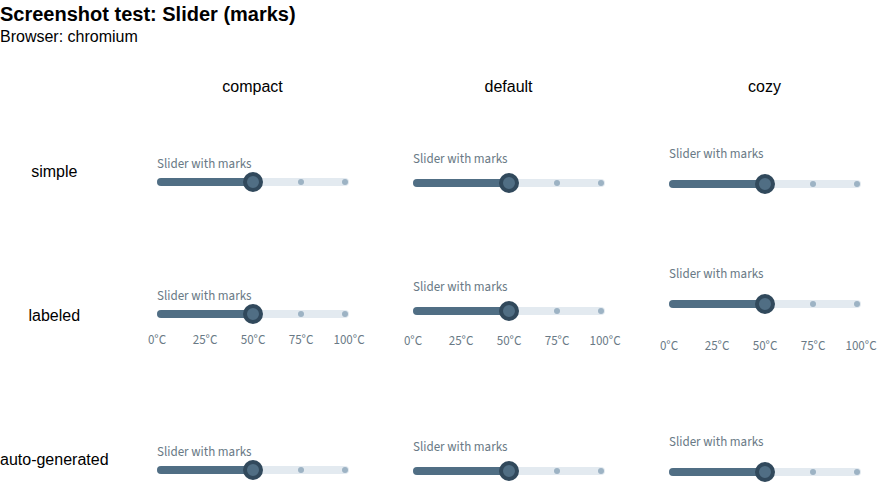 Screenshot test: Slider (marks)
Browser: chromium
compact default cozy
simple
Slider with marks Slider with marks Slider with marks
labeled
Slider with marks Slider with marks Slider with marks
0°C 25°C 50°C 75°C 100°C 0°C 25°C 50°C 75°C 100°C 0°C 25°C 50°C 75°C 100°C
auto-generated
Slider with marks Slider with marks Slider with marks